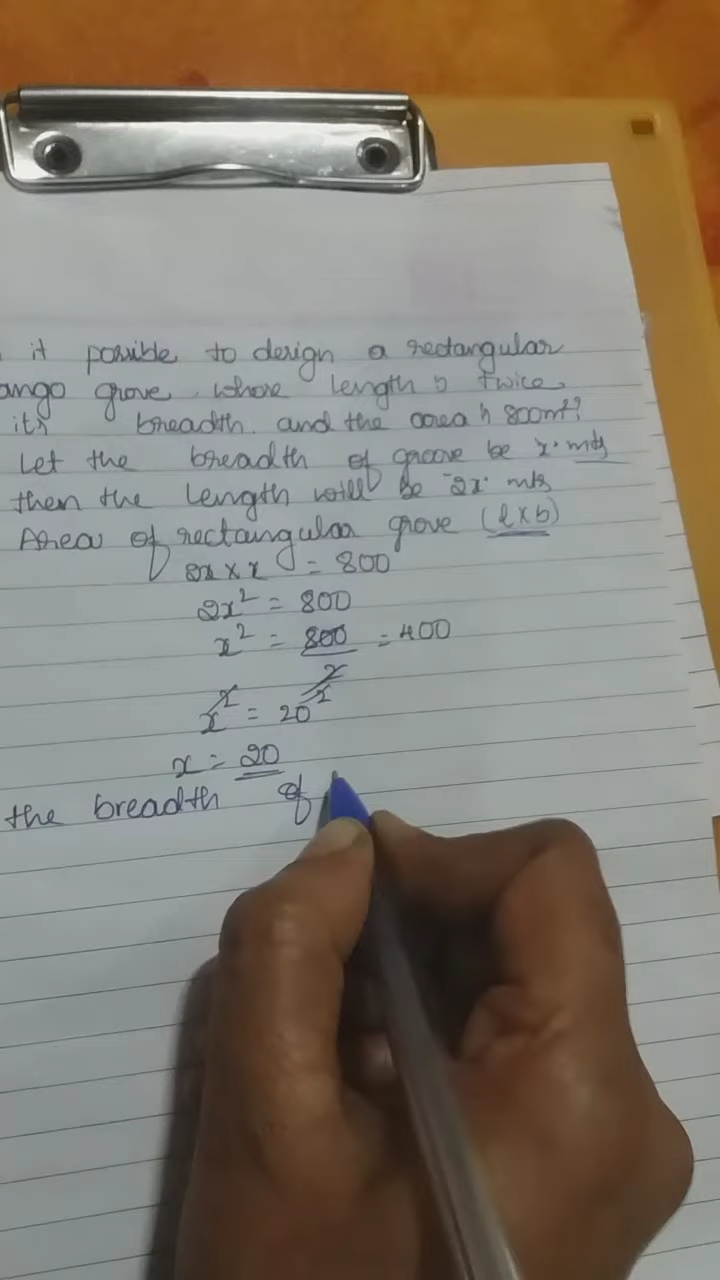 it possible to design a rectangular
ango grove. whose length is twice
its breadth. and the area is 800m²?
Let the breadth of groove be 'x' mts
then the length will be '2x' mts
Area of rectangular grove (l×b)
2x × x = 800
2x² = 800
x² = 800 = 400
2
x² = 20²
x = 20
the breadth of